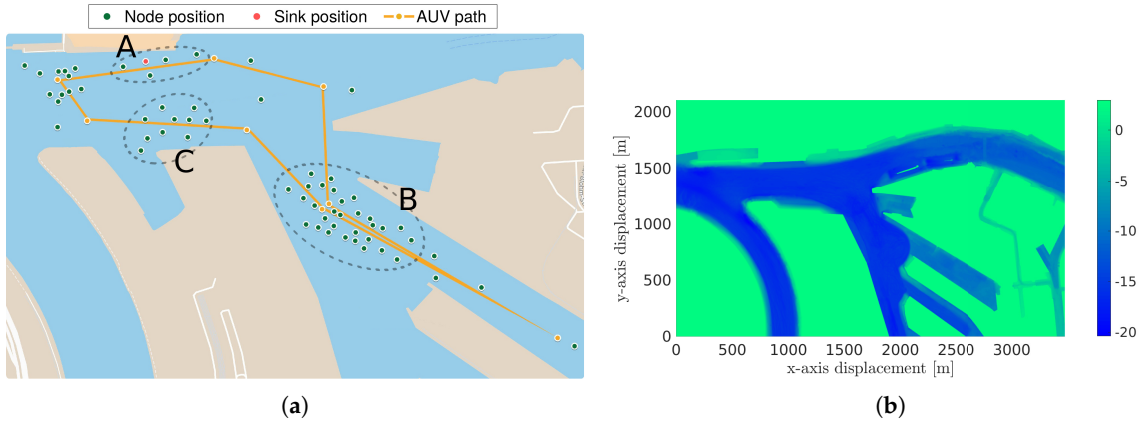 Node position Sink position AUV path
A
C
B
2000
1500
1000
500
0
y-axis displacement [m]
0 500 1000 1500 2000 2500 3000
x-axis displacement [m]
0
-5
-10
-15
-20
(a) (b)